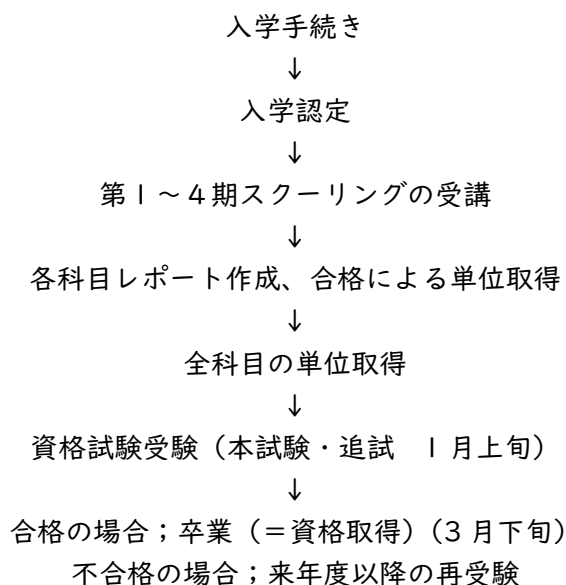 入学手続き
↓
入学認定
↓
第1～4期スクーリングの受講
↓
各科目レポート作成、合格による単位取得
↓
全科目の単位取得
↓
資格試験受験（本試験・追試　1月上旬）
↓
合格の場合；卒業（＝資格取得）(3月下旬)
不合格の場合；来年度以降の再受験